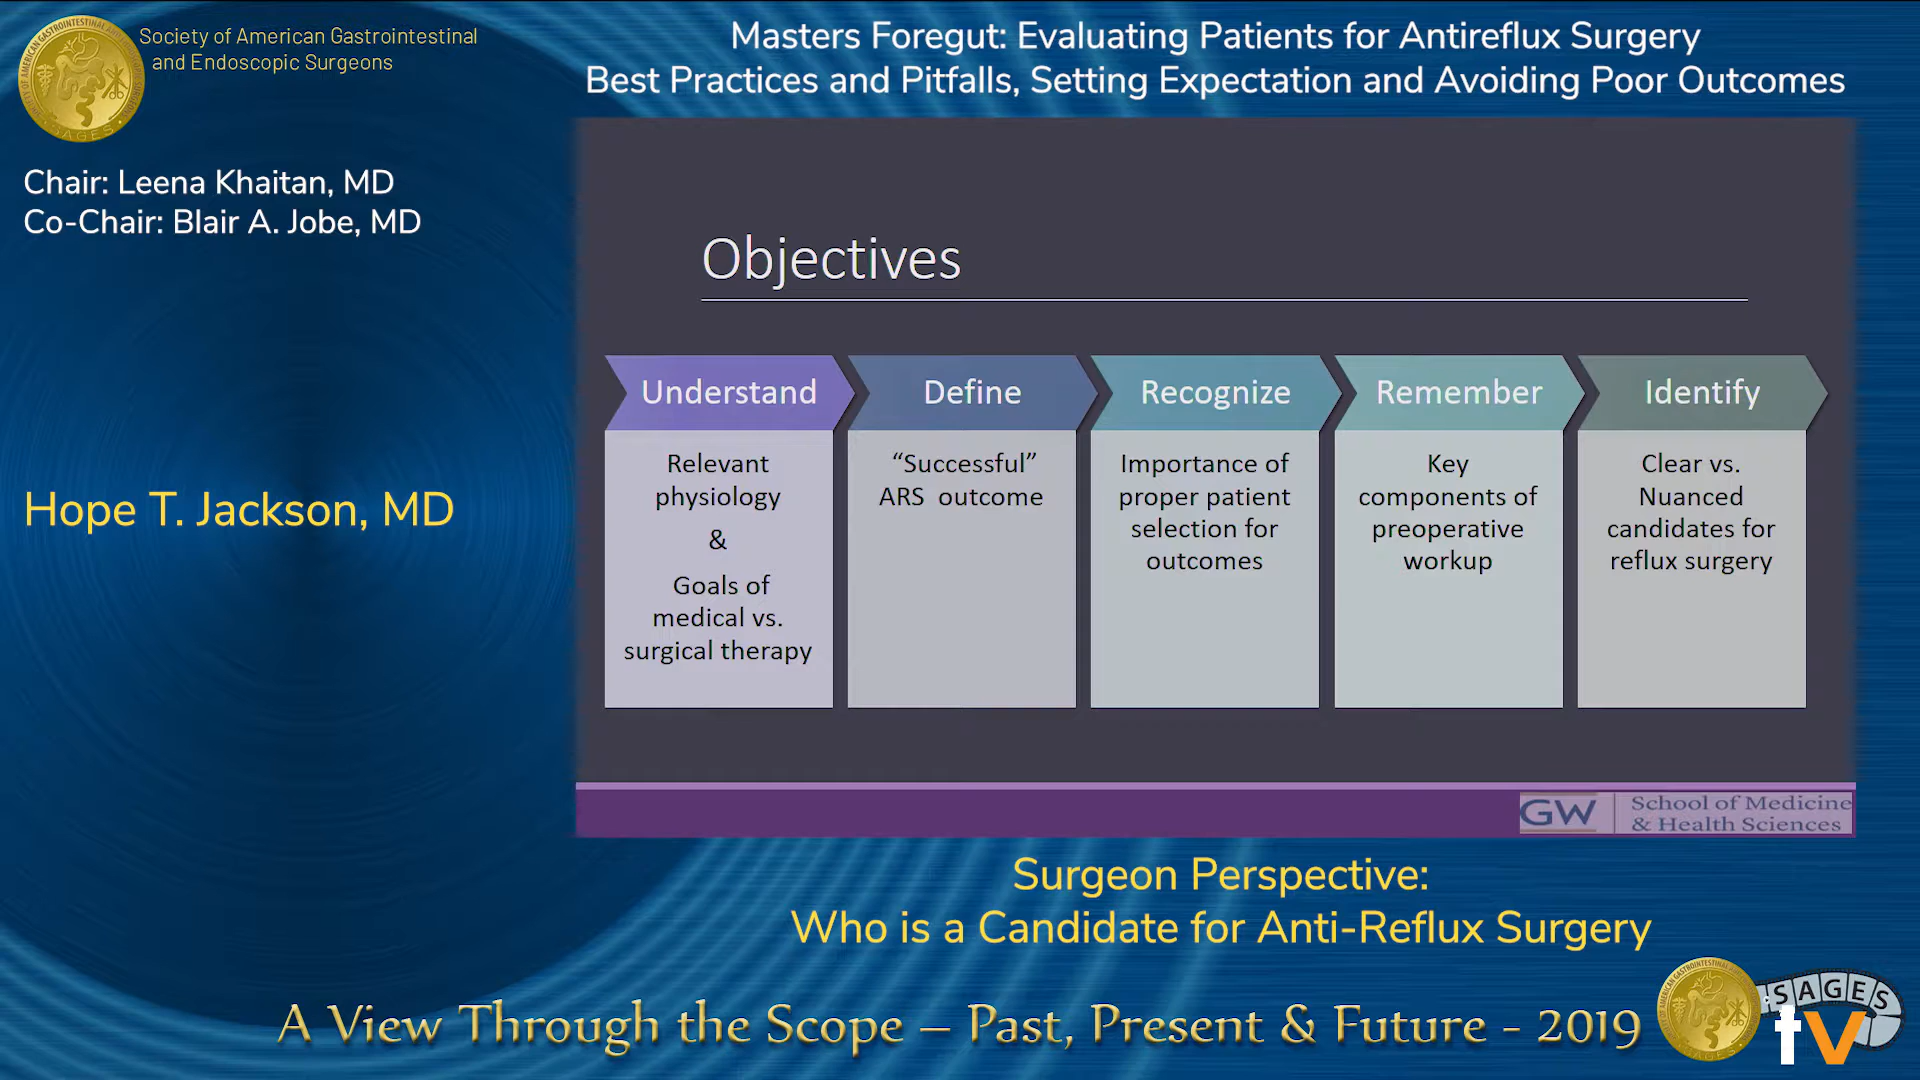 Society of American Gastrointestinal
and Endoscopic Surgeons
Masters Foregut: Evaluating Patients for Antireflux Surgery
Best Practices and Pitfalls, Setting Expectation and Avoiding Poor Outcomes
Chair: Leena Khaitan, MD
Co-Chair: Blair A. Jobe, MD
Hope T. Jackson, MD
Objectives
Understand
Relevant
physiology
&
Goals of
medical vs.
surgical therapy
Define
“Successful”
ARS outcome
Recognize
Importance of
proper patient
selection for
outcomes
Remember
Key
components of
preoperative
workup
Identify
Clear vs.
Nuanced
candidates for
reflux surgery
GW
School of Medicine
& Health Sciences
Surgeon Perspective:
Who is a Candidate for Anti-Reflux Surgery
A View Through the Scope – Past, Present & Future - 2019
SAGES
tv